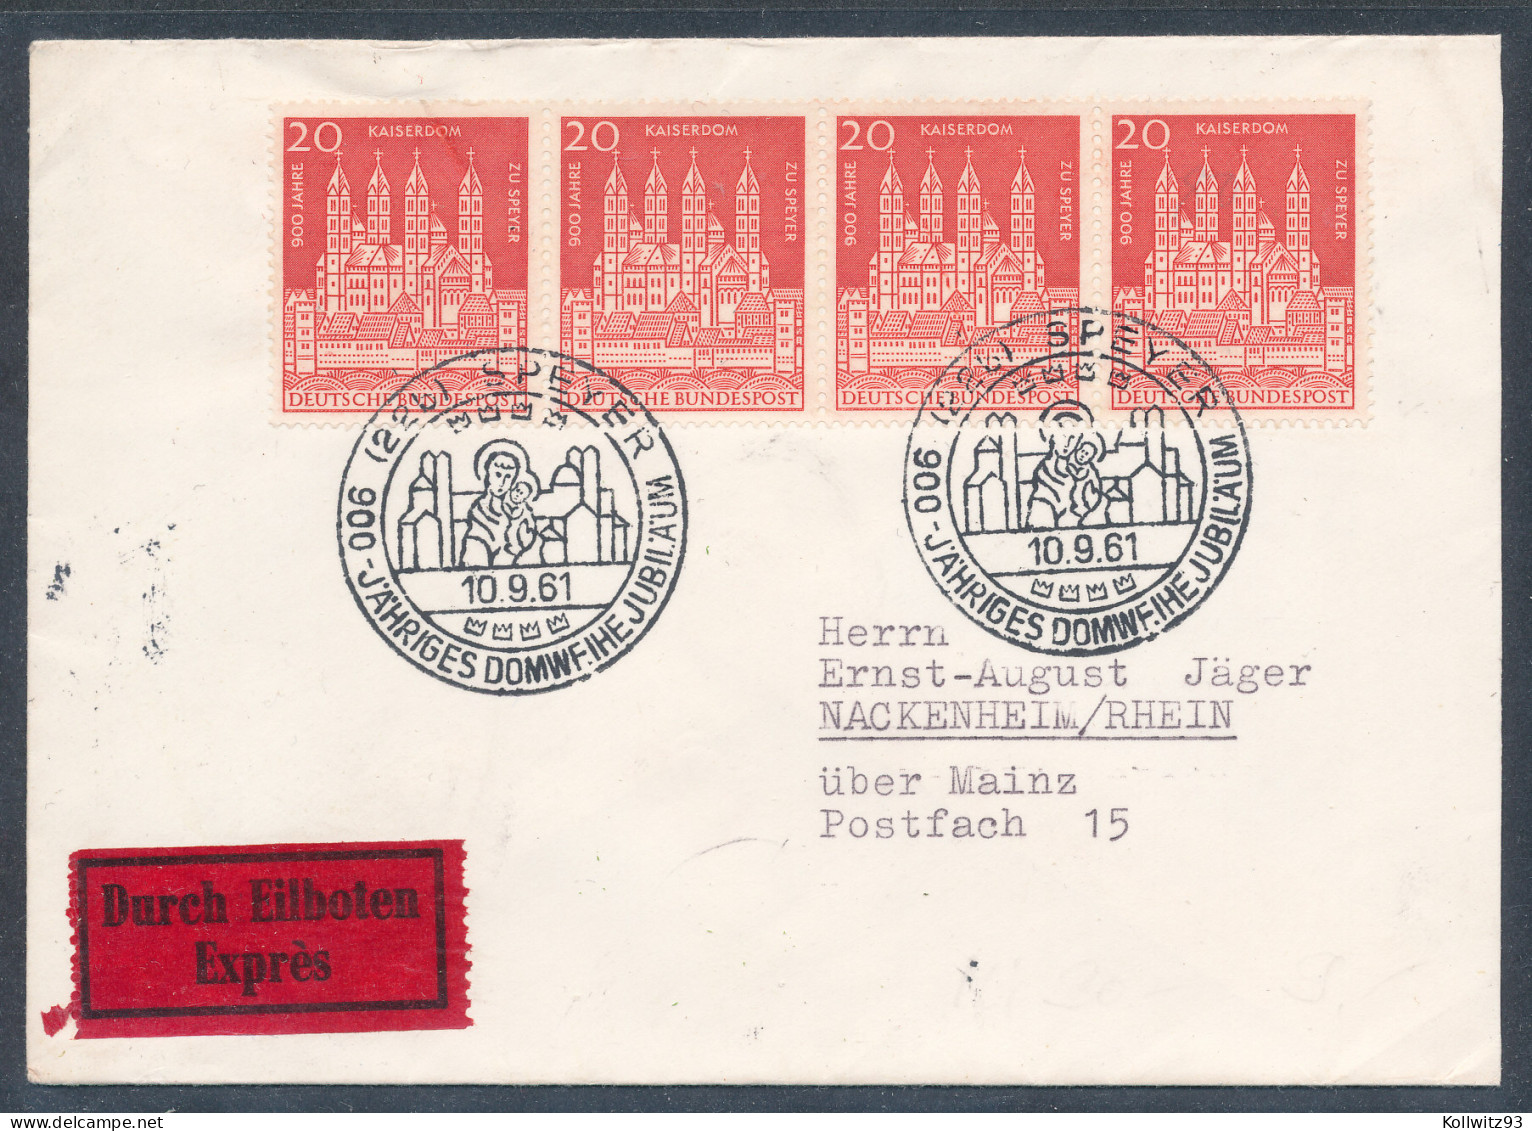 20 KAISERDOM
900 JAHRE
ZU SPEYER
DEUTSCHE BUNDESPOST
20 KAISERDOM
900 JAHRE
ZU SPEYER
DEUTSCHE BUNDESPOST
20 KAISERDOM
900 JAHRE
ZU SPEYER
DEUTSCHE BUNDESPOST
20 KAISERDOM
900 JAHRE
ZU SPEYER
DEUTSCHE BUNDESPOST
SPEYER
10.9.61
900-JÄHRIGES DOMWEIHEJUBILÄUM
SPEYER
10.9.61
900-JÄHRIGES DOMWEIHEJUBILÄUM
Herrn
Ernst-August Jäger
NACKENHEIM/RHEIN
über Mainz
Postfach 15
Durch Eilboten
Exprès
Kollwitz93